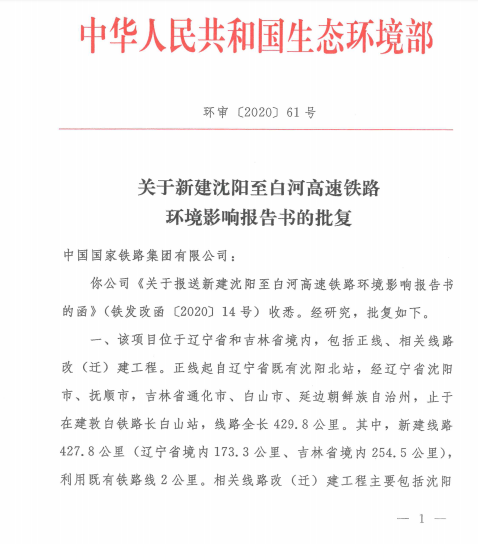 中华人民共和国生态环境部
环审〔2020〕61号
关于新建沈阳至白河高速铁路
环境影响报告书的批复
中国国家铁路集团有限公司：
你公司《关于报送新建沈阳至白河高速铁路环境影响报告书
的函》（铁发改函〔2020〕14号）收悉。经研究，批复如下。
一、该项目位于辽宁省和吉林省境内，包括正线、相关线路
改（迁）建工程。正线起自辽宁省既有沈阳北站，经辽宁省沈阳
市、抚顺市，吉林省通化市、白山市、延边朝鲜族自治州，止于
在建敦白铁路长白山站，线路全长429.8公里。其中，新建线路
427.8公里（辽宁省境内173.3公里、吉林省境内254.5公里），
利用既有铁路线2公里。相关线路改（迁）建工程主要包括沈阳
— 1 —